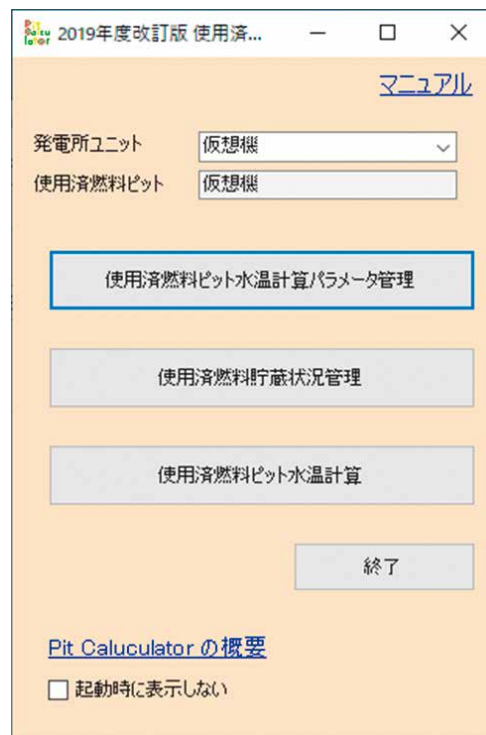 Pit
Calcu
lator
2019年度改訂版 使用済...
マニュアル
発電所ユニット 仮想機
使用済燃料ピット 仮想機
使用済燃料ピット水温計算パラメータ管理
使用済燃料貯蔵状況管理
使用済燃料ピット水温計算
終了
Pit Caluculator の概要
起動時に表示しない